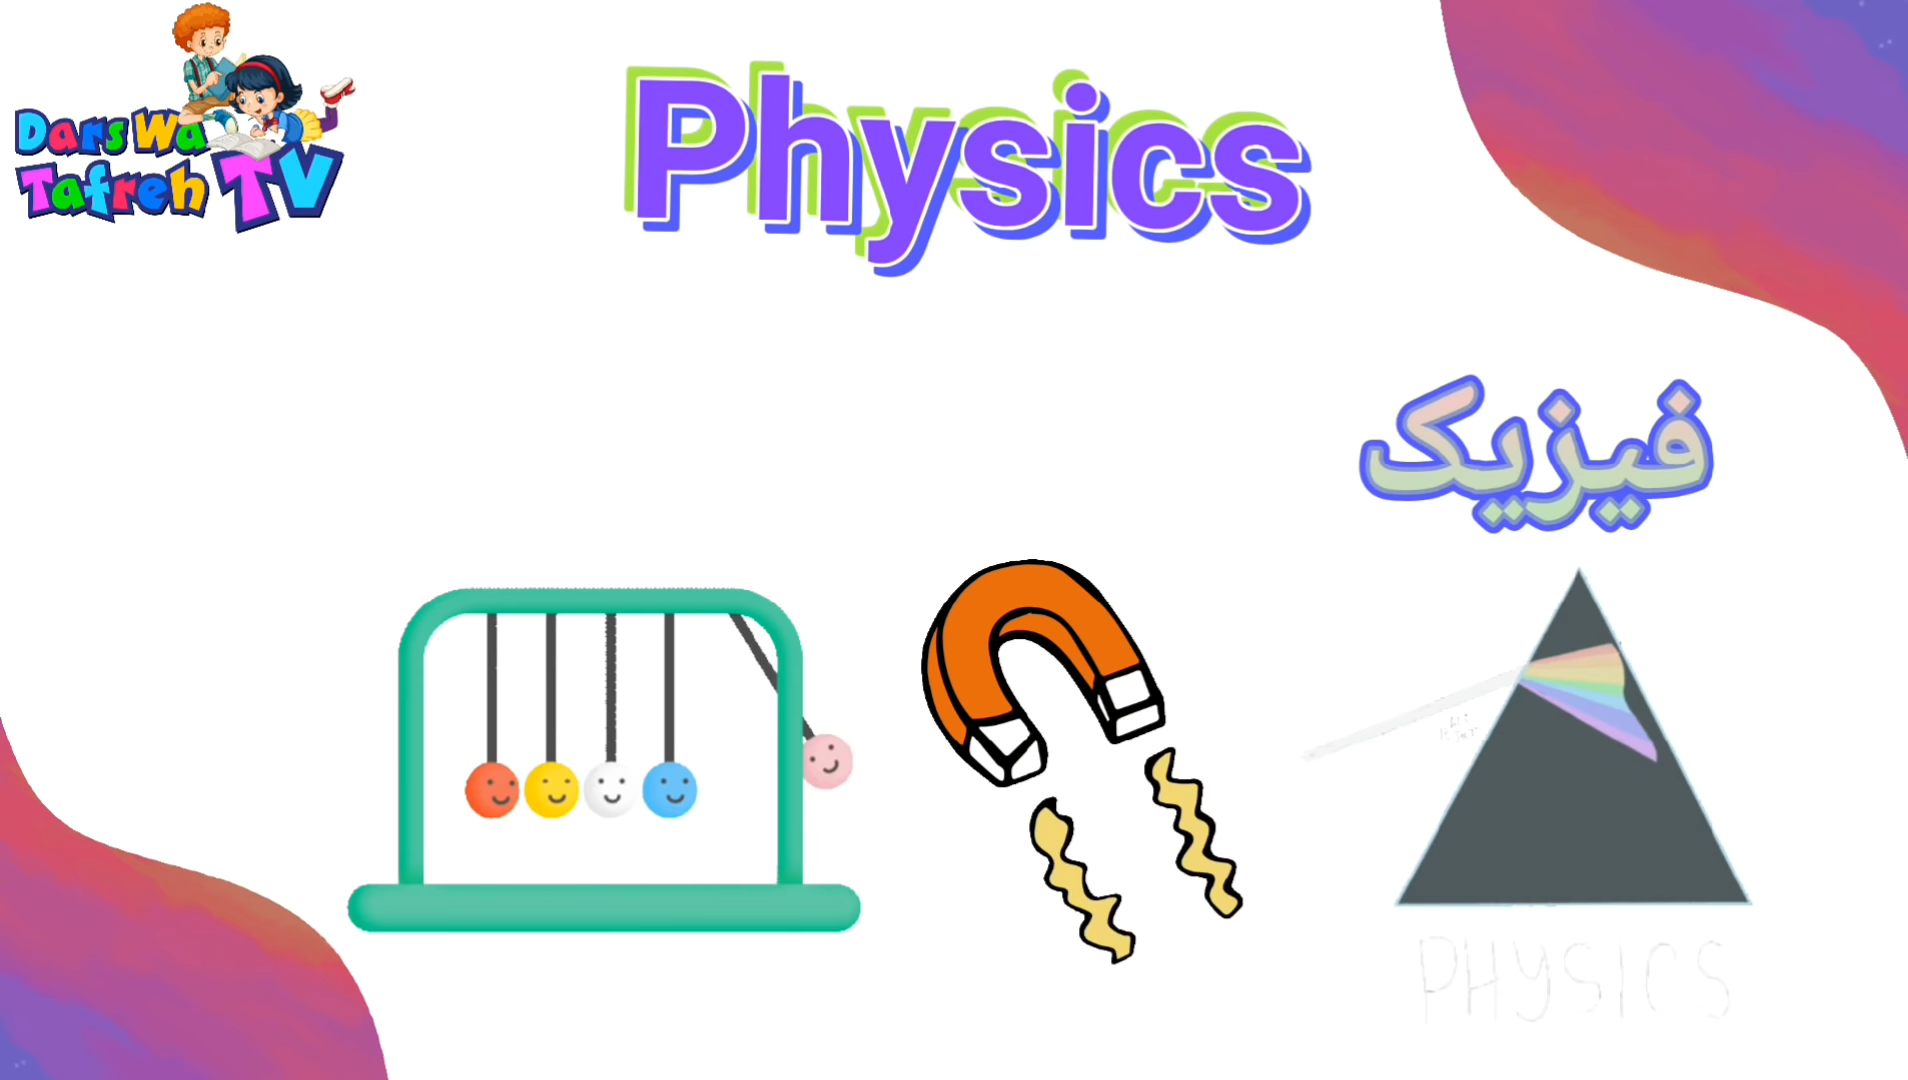 Dars Wa
Tafreh TV
Physics
فیزیک
PHYSICS